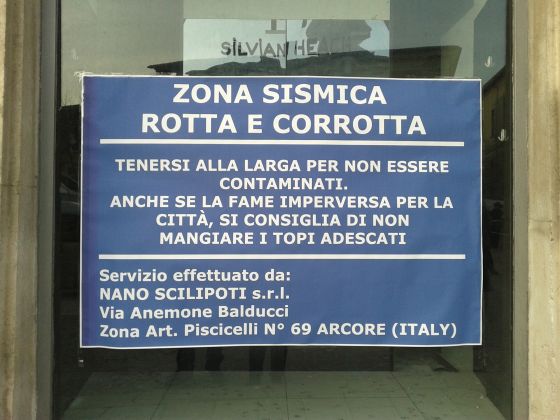 SILVIAN HEACH
ZONA SISMICA
ROTTA E CORROTTA
TENERSI ALLA LARGA PER NON ESSERE
CONTAMINATI.
ANCHE SE LA FAME IMPERVERSA PER LA
CITTÀ, SI CONSIGLIA DI NON
MANGIARE I TOPI ADESCATI
Servizio effettuato da:
NANO SCILIPOTI s.r.l.
Via Anemone Balducci
Zona Art. Piscicelli N° 69 ARCORE (ITALY)